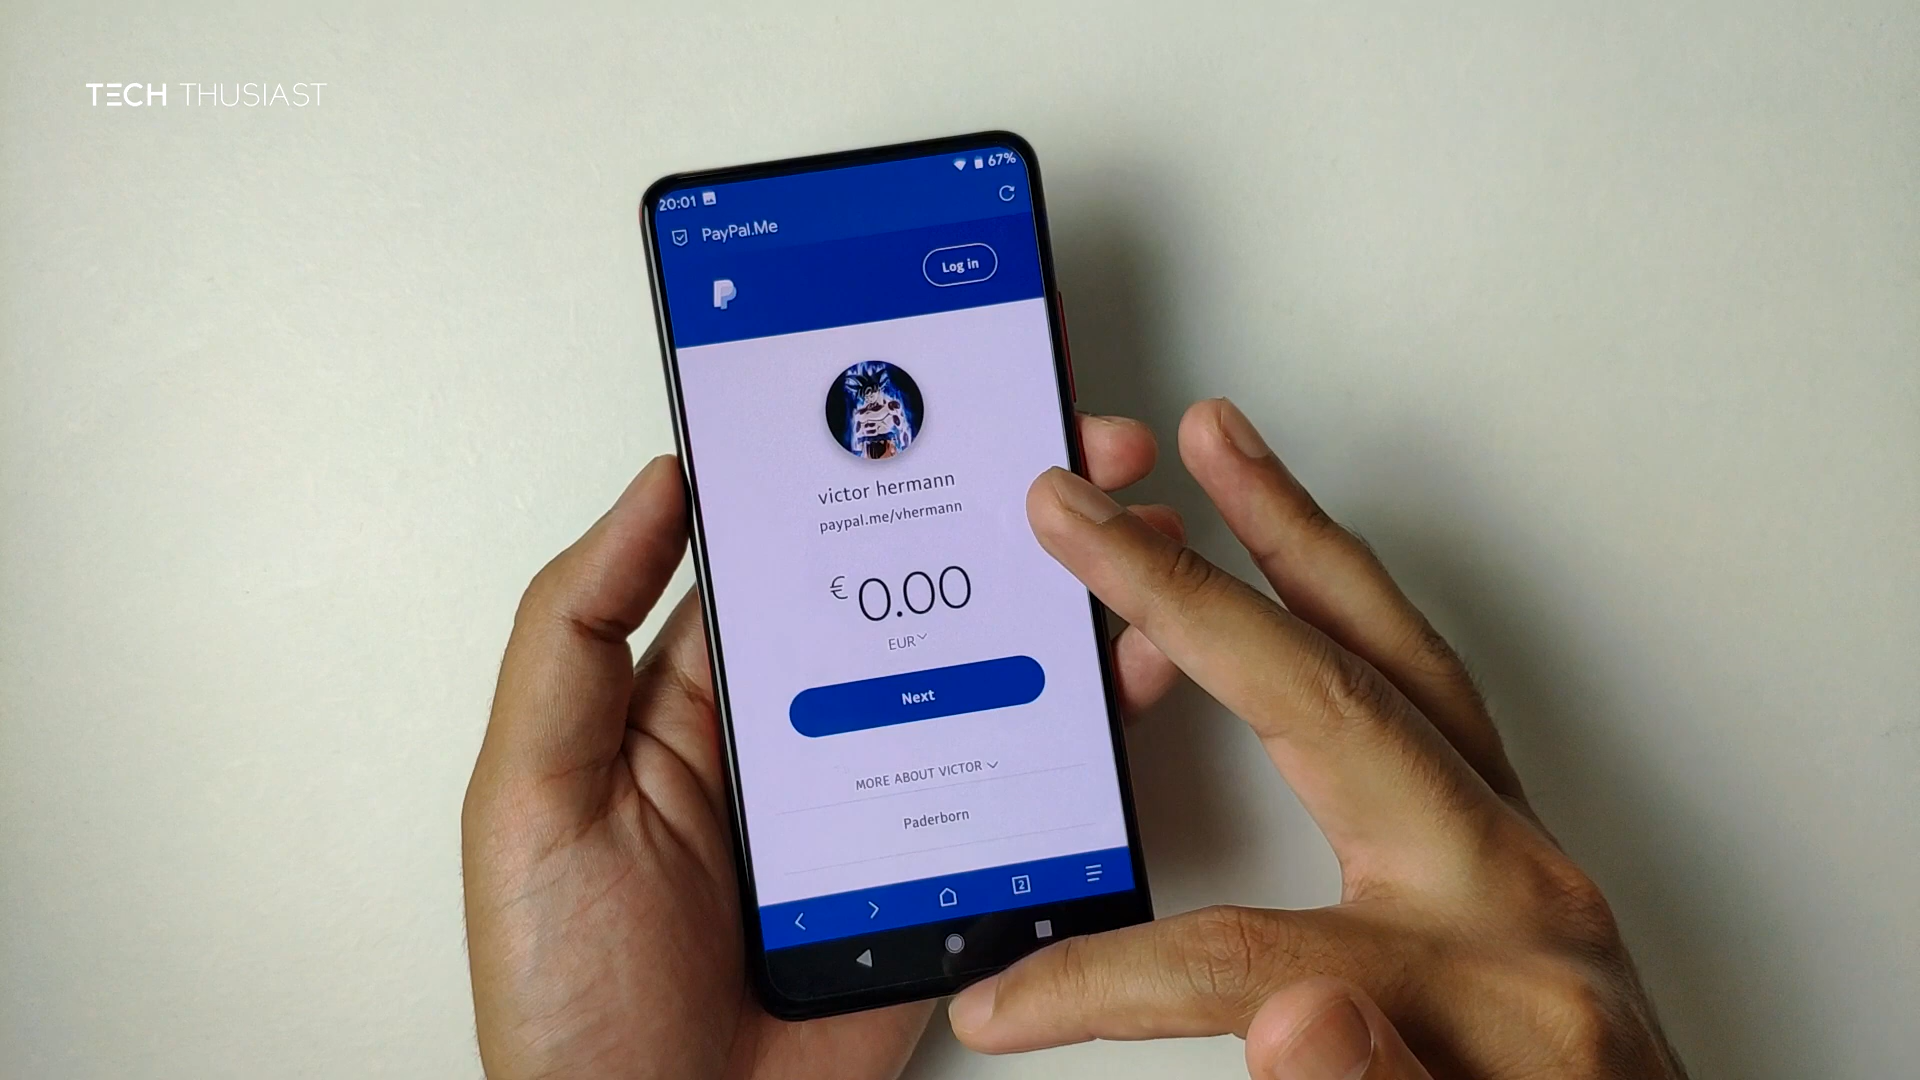 TECH THUSIAST
20:01
67%
PayPal.Me
Log in
victor hermann
paypal.me/vhermann
€ 0.00
EUR
Next
MORE ABOUT VICTOR
Paderborn
2